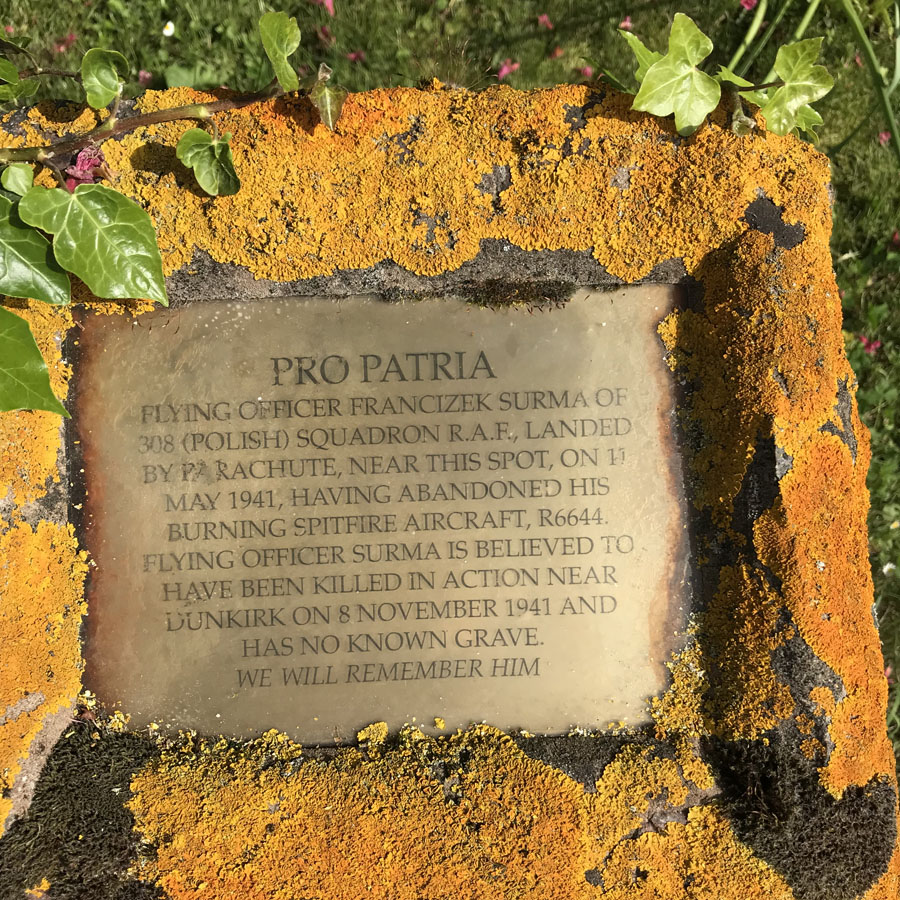 PRO PATRIA
FLYING OFFICER FRANCIZEK SURMA OF
308 (POLISH) SQUADRON R.A.F., LANDED
BY PARACHUTE, NEAR THIS SPOT, ON 11
MAY 1941, HAVING ABANDONED HIS
BURNING SPITFIRE AIRCRAFT, R6644.
FLYING OFFICER SURMA IS BELIEVED TO
HAVE BEEN KILLED IN ACTION NEAR
DUNKIRK ON 8 NOVEMBER 1941 AND
HAS NO KNOWN GRAVE.
WE WILL REMEMBER HIM